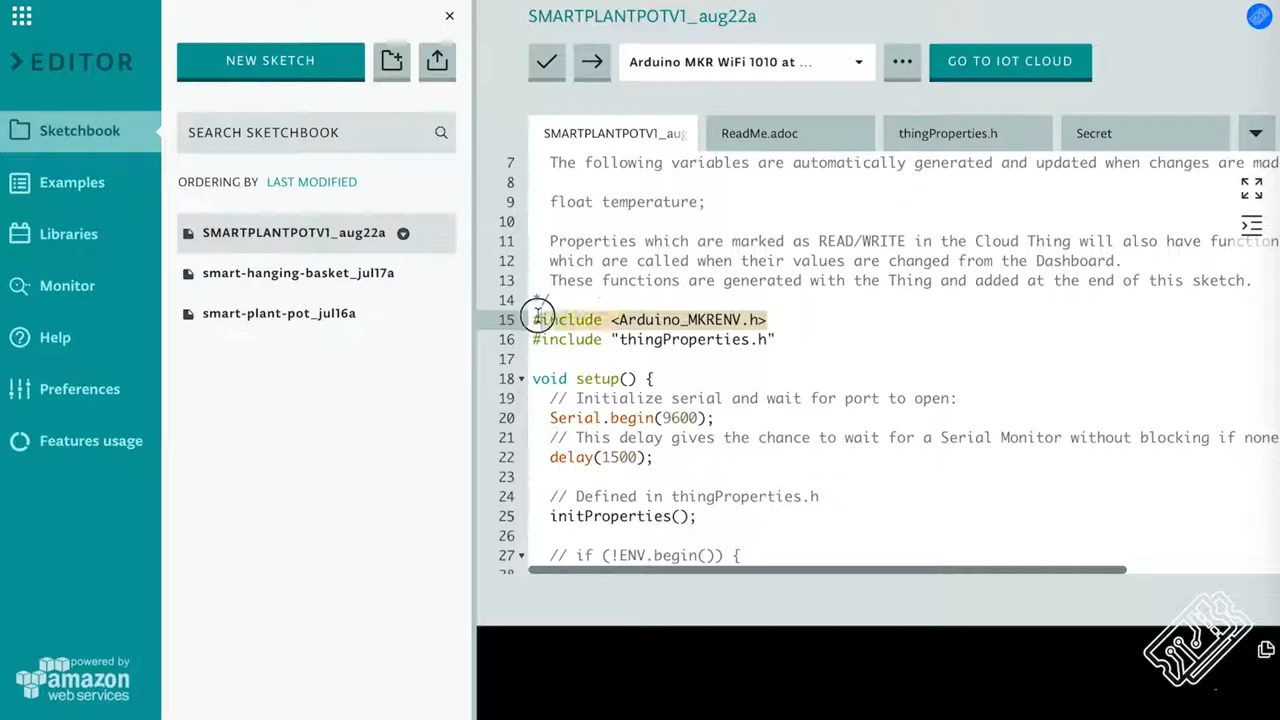 ×
SMARTPLANTPOTV1_aug22a
>EDITOR
NEW SKETCH
Arduino MKR WiFi 1010 at ...
GO TO IOT CLOUD
Sketchbook
SEARCH SKETCHBOOK
SMARTPLANTPOTV1_aug
ReadMe.adoc
thingProperties.h
Secret
Examples
ORDERING BY LAST MODIFIED
Libraries
SMARTPLANTPOTV1_aug22a
Monitor
smart-hanging-basket_jul17a
Help
smart-plant-pot_jul16a
Preferences
Features usage
7 The following variables are automatically generated and updated when changes are mad
8
9 float temperature;
10
11 Properties which are marked as READ/WRITE in the Cloud Thing will also have function
12 which are called when their values are changed from the Dashboard.
13 These functions are generated with the Thing and added at the end of this sketch.
14 */
15 #include <Arduino_MKRENV.h>
16 #include "thingProperties.h"
17
18 void setup() {
19 // Initialize serial and wait for port to open:
20 Serial.begin(9600);
21 // This delay gives the chance to wait for a Serial Monitor without blocking if none
22 delay(1500);
23
24 // Defined in thingProperties.h
25 initProperties();
26
27 // if (!ENV.begin()) {
28
powered by
amazon
web services